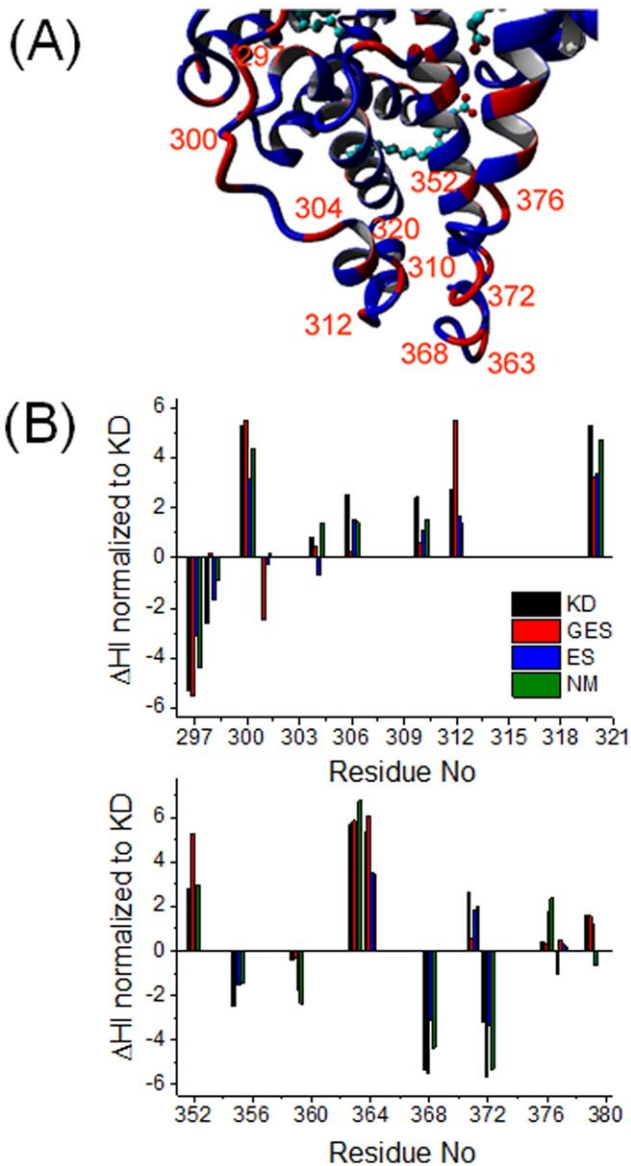 (A)
297
300
304
320
352
376
310
372
312
368
363
(B)
ΔHI normalized to KD
6
4
2
0
-2
-4
-6
KD
GES
ES
NM
297 300 303 306 309 312 315 318 321
Residue No
ΔHI normalized to KD
6
4
2
0
-2
-4
-6
352 356 360 364 368 372 376 380
Residue No